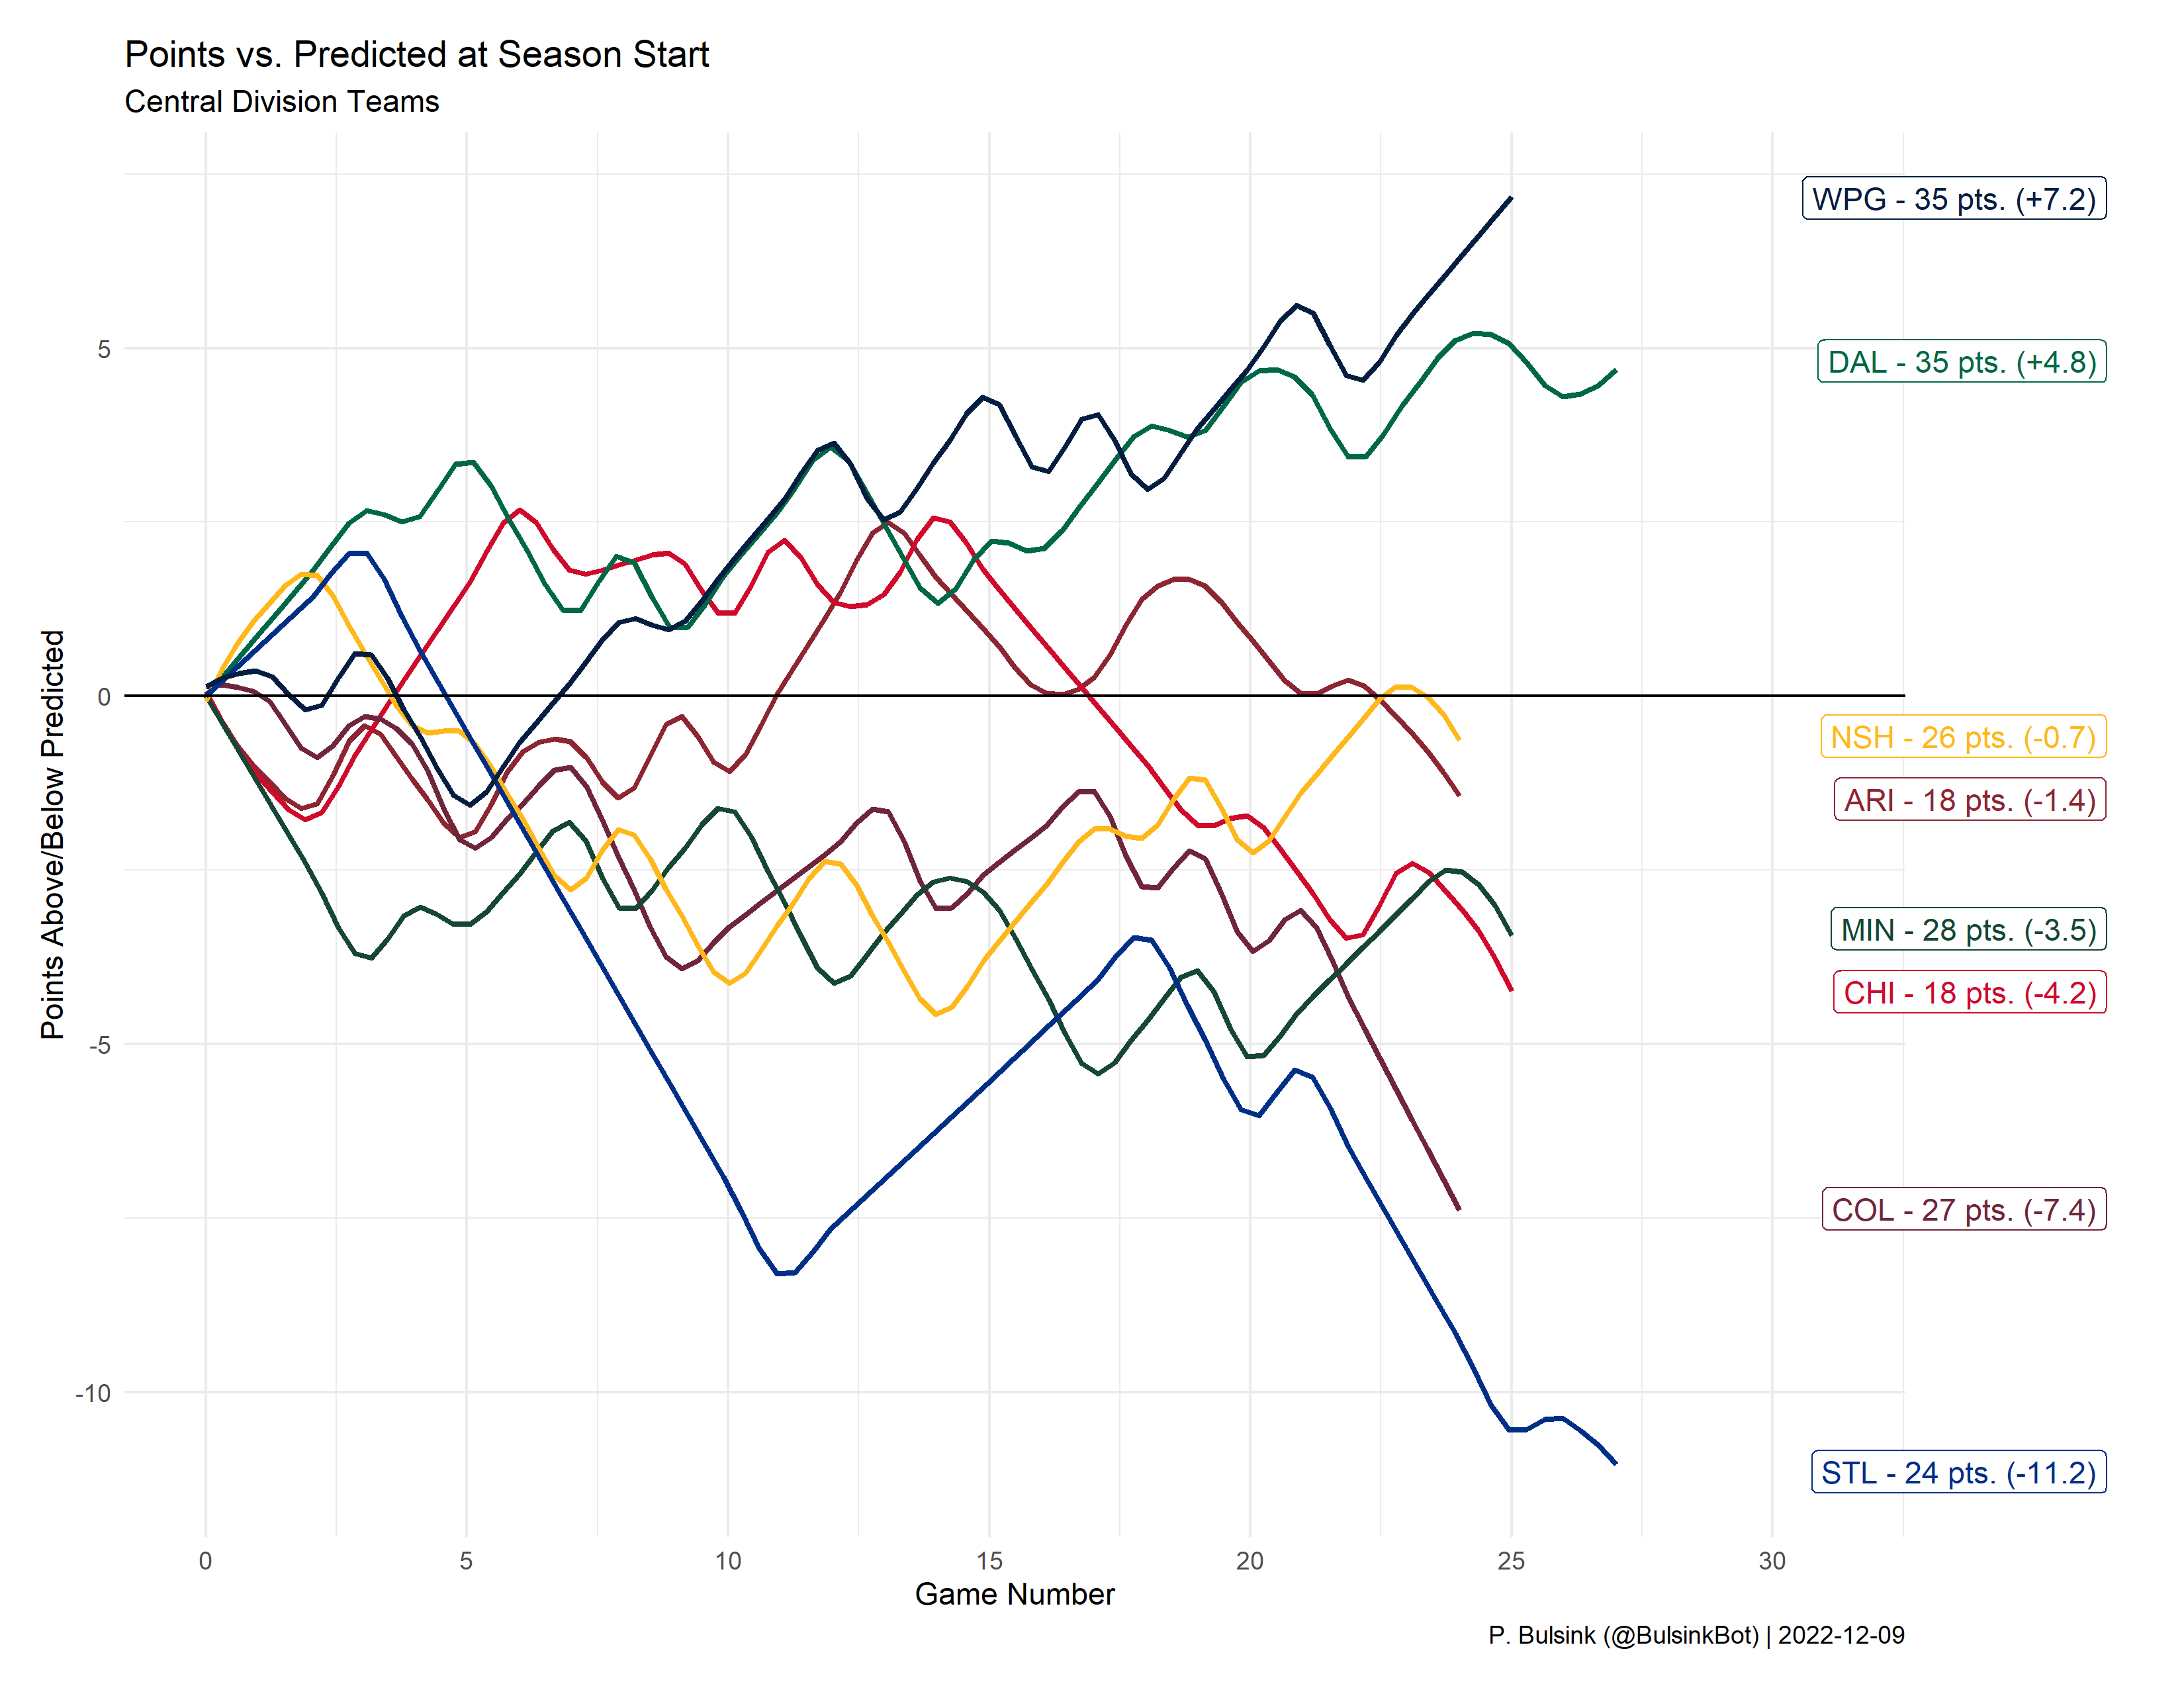 Points vs. Predicted at Season Start
Central Division Teams
Points Above/Below Predicted
5
0
-5
-10
WPG - 35 pts. (+7.2)
DAL - 35 pts. (+4.8)
NSH - 26 pts. (-0.7)
ARI - 18 pts. (-1.4)
MIN - 28 pts. (-3.5)
CHI - 18 pts. (-4.2)
COL - 27 pts. (-7.4)
STL - 24 pts. (-11.2)
0 5 10 15 20 25 30
Game Number
P. Bulsink (@BulsinkBot) | 2022-12-09